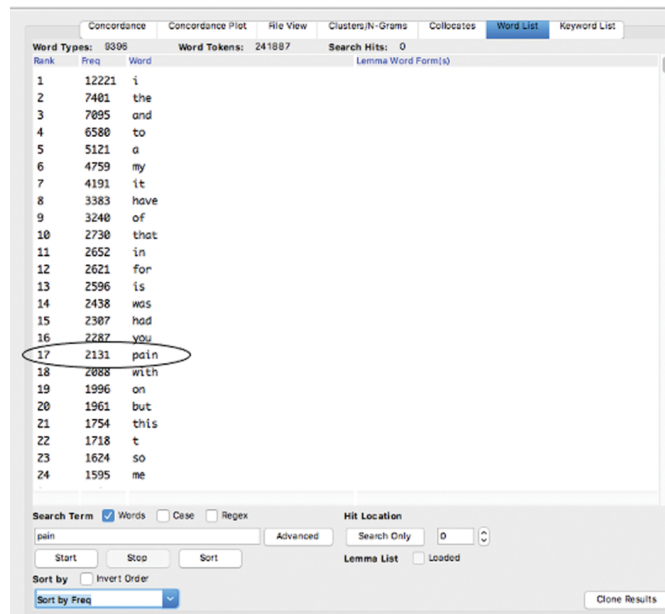 Concordance Concordance Plot File View Clusters/N-Grams Collocates Word List Keyword List
Word Types: 9396 Word Tokens: 241887 Search Hits: 0
Rank Freq Word Lemma Word Form(s)
1 12221 i
2 7401 the
3 7095 and
4 6580 to
5 5121 a
6 4759 my
7 4191 it
8 3383 have
9 3240 of
10 2730 that
11 2652 in
12 2621 for
13 2596 is
14 2438 was
15 2307 had
16 2287 you
17 2131 pain
18 2088 with
19 1996 on
20 1961 but
21 1754 this
22 1718 t
23 1624 so
24 1595 me
Search Term Words Case Regex Hit Location
pain Advanced Search Only 0
Start Stop Sort Lemma List Loaded
Sort by Invert Order
Sort by Freq Clone Results